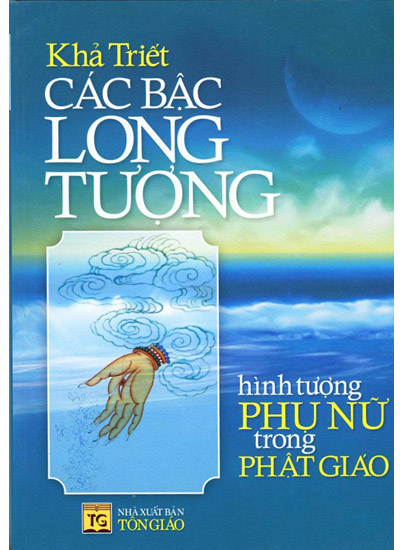 Khả Triết
CÁC BẬC
LONG
TƯỢNG
hình tượng
PHỤ NỮ
trong
PHẬT GIÁO
TG
NHÀ XUẤT BẢN
TÔN GIÁO